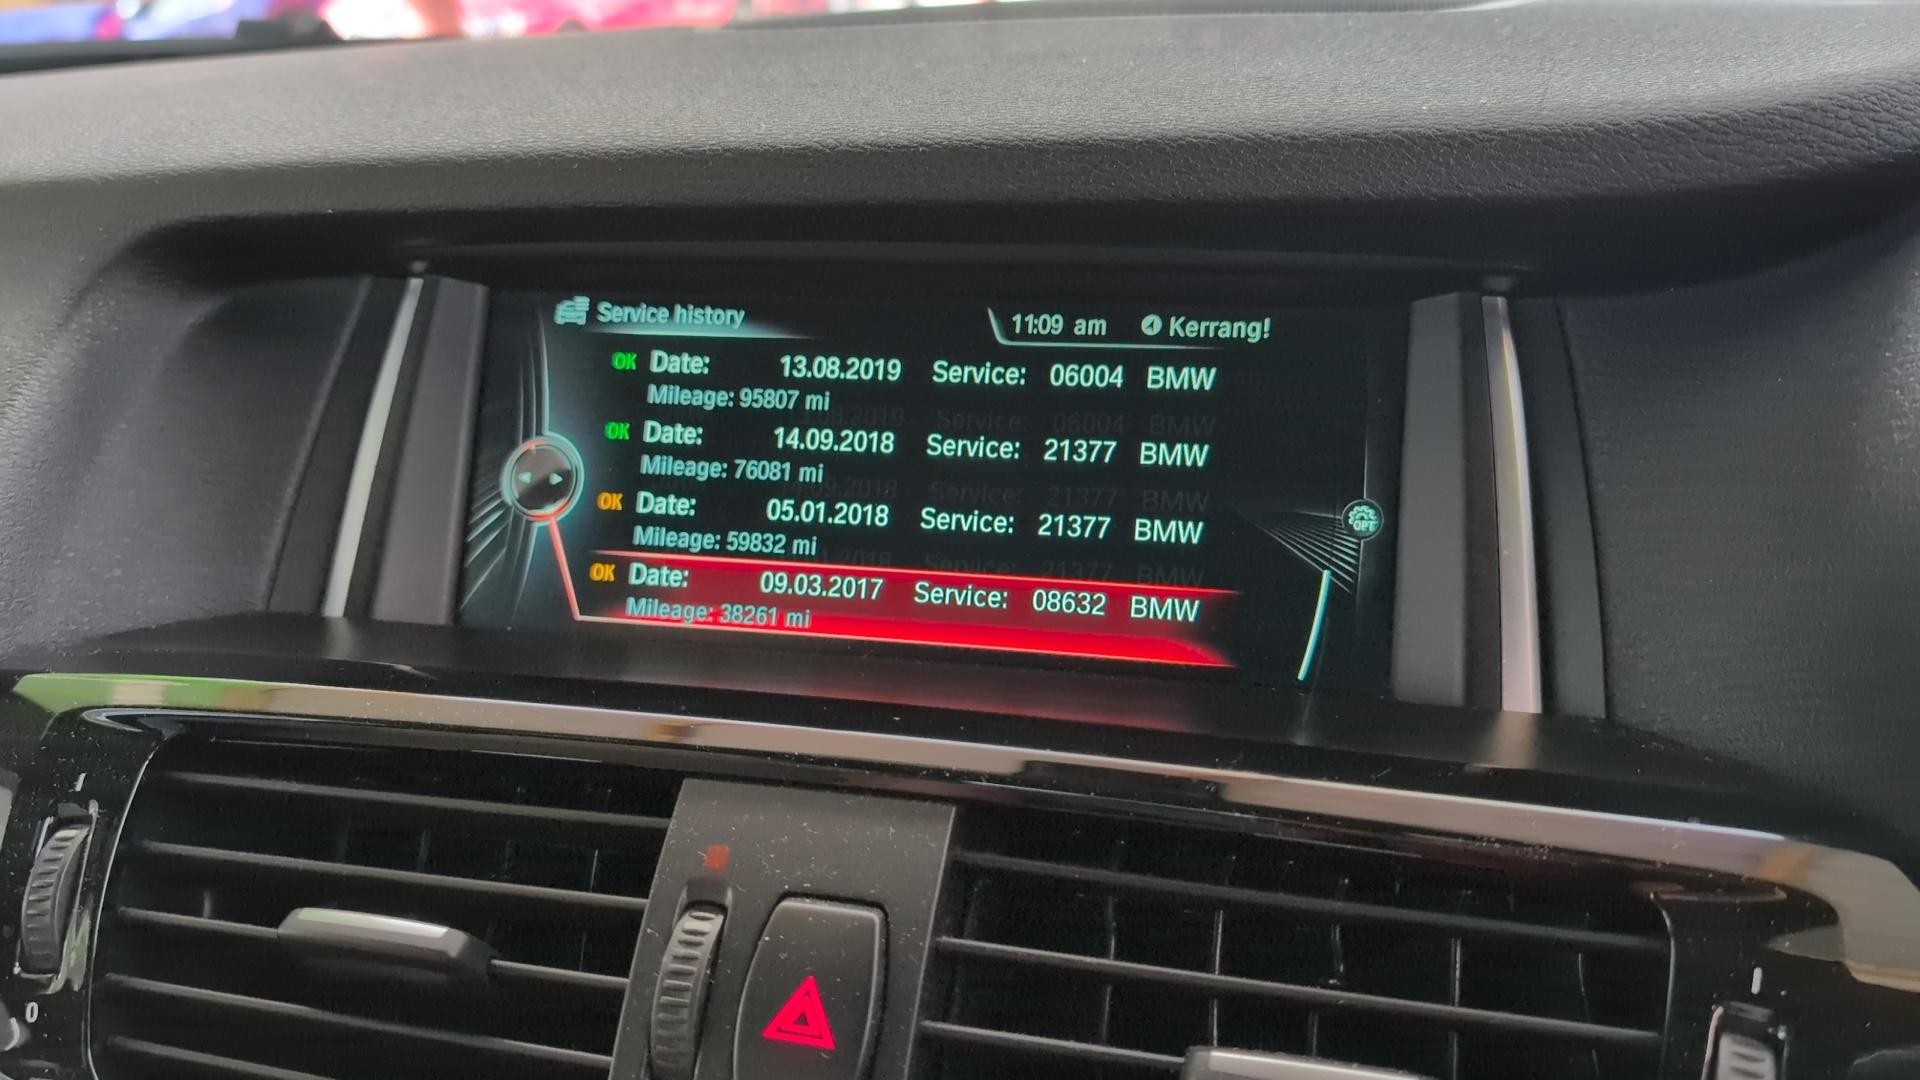 Service history
11:09 am Kerrang!
OK Date: 13.08.2019 Service: 06004 BMW
Mileage: 95807 mi
OK Date: 14.09.2018 Service: 21377 BMW
Mileage: 76081 mi
OK Date: 05.01.2018 Service: 21377 BMW
Mileage: 59832 mi
OK Date: 09.03.2017 Service: 08632 BMW
Mileage: 38261 mi
OPT
0